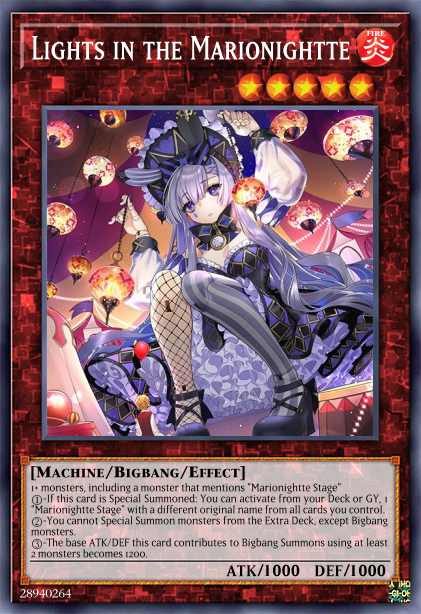 Lights in the Marionightte
FIRE
炎
[Machine/Bigbang/Effect]
1+ monsters, including a monster that mentions "Marionightte Stage"
①-If this card is Special Summoned: You can activate from your Deck or GY, 1
"Marionightte Stage" with a different original name from all cards you control.
②-You cannot Special Summon monsters from the Extra Deck, except Bigbang
monsters.
③-The base ATK/DEF this card contributes to Bigbang Summons using at least
2 monsters becomes 1200.
ATK/1000 DEF/1000
28940264